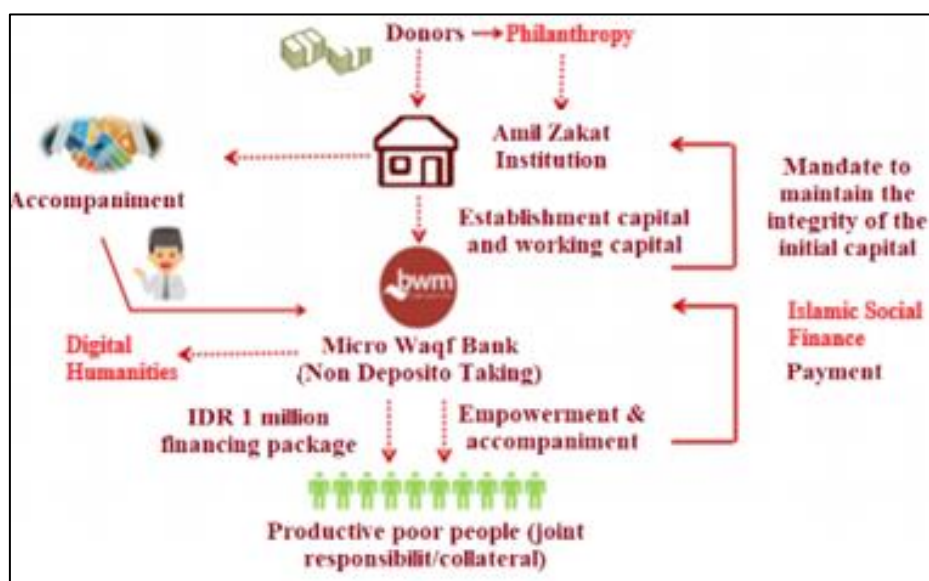 Donors
Philanthropy
Amil Zakat
Institution
Accompaniment
Establishment capital
and working capital
Mandate to
maintain the
integrity of the
initial capital
bwm
Digital
Humanities
Micro Waqf Bank
(Non Deposito Taking)
Islamic Social
Finance
Payment
IDR 1 million
financing package
Empowerment &
accompaniment
Productive poor people (joint
responsibilit/collateral)